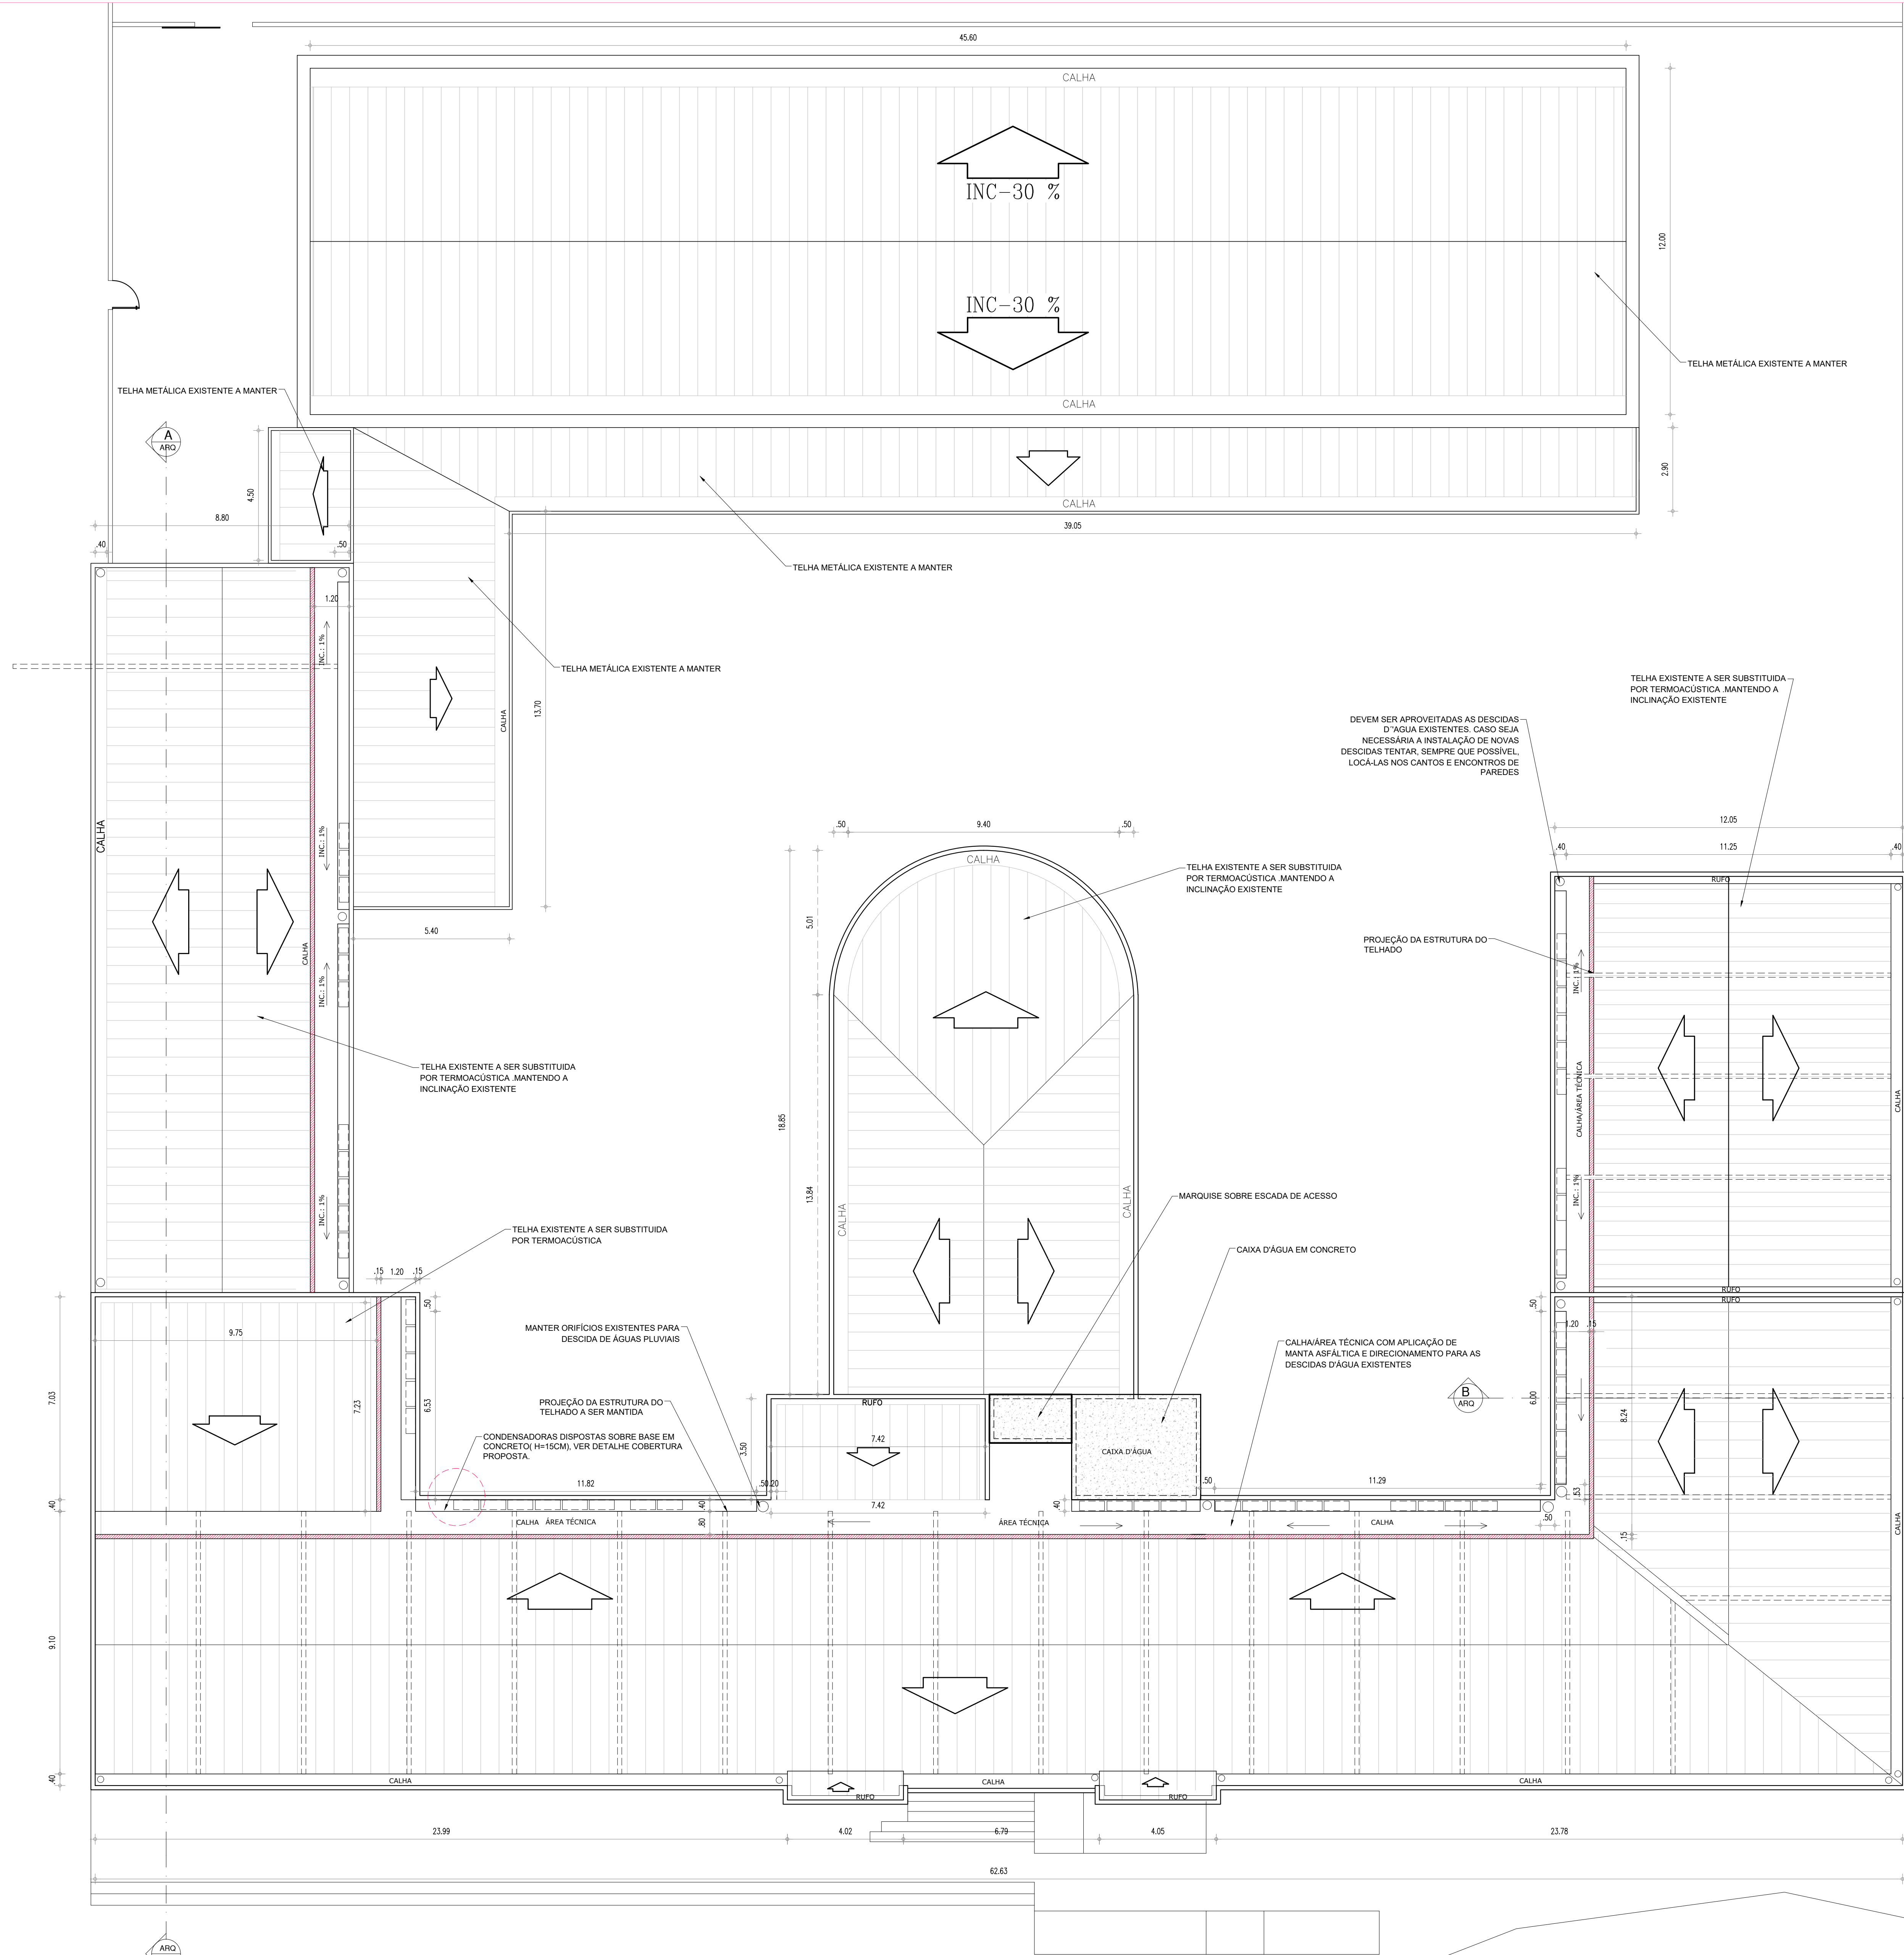 45.60
CALHA
INC-30 %
12.00
INC-30 %
TELHA METÁLICA EXISTENTE A MANTER
TELHA METÁLICA EXISTENTE A MANTER
CALHA
A
ARQ
4.50
2.90
CALHA
8.80
39.05
.40
.50
TELHA METÁLICA EXISTENTE A MANTER
1.20
INC.: 1%
TELHA METÁLICA EXISTENTE A MANTER
13.70
CALHA
TELHA EXISTENTE A SER SUBSTITUIDA
POR TERMOACÚSTICA .MANTENDO A
INCLINAÇÃO EXISTENTE
DEVEM SER APROVEITADAS AS DESCIDAS
D´'AGUA EXISTENTES. CASO SEJA
NECESSÁRIA A INSTALAÇÃO DE NOVAS
DESCIDAS TENTAR, SEMPRE QUE POSSÍVEL,
LOCÁ-LAS NOS CANTOS E ENCONTROS DE
PAREDES
CALHA
INC.: 1%
.50
9.40
.50
12.05
.40
11.25
.40
CALHA
TELHA EXISTENTE A SER SUBSTITUIDA
POR TERMOACÚSTICA .MANTENDO A
INCLINAÇÃO EXISTENTE
RUFO
5.01
5.40
CALHA
PROJEÇÃO DA ESTRUTURA DO
TELHADO
INC.: 1%
INC.: 1%
TELHA EXISTENTE A SER SUBSTITUIDA
POR TERMOACÚSTICA .MANTENDO A
INCLINAÇÃO EXISTENTE
CALHA/ÁREA TÉCNICA
CALHA
18.85
13.84
INC.: 1%
MARQUISE SOBRE ESCADA DE ACESSO
INC.: 1%
CALHA
CALHA
TELHA EXISTENTE A SER SUBSTITUIDA
POR TERMOACÚSTICA
CAIXA D'ÁGUA EM CONCRETO
.15
1.20
.15
RUFO
RUFO
.50
.50
9.75
MANTER ORIFÍCIOS EXISTENTES PARA
DESCIDA DE ÁGUAS PLUVIAIS
1.20
.15
CALHA/ÁREA TÉCNICA COM APLICAÇÃO DE
MANTA ASFÁLTICA E DIRECIONAMENTO PARA AS
DESCIDAS D'ÁGUA EXISTENTES
7.03
7.23
6.53
PROJEÇÃO DA ESTRUTURA DO
TELHADO A SER MANTIDA
RUFO
B
ARQ
6.00
8.24
CONDENSADORAS DISPOSTAS SOBRE BASE EM
CONCRETO( H=15CM), VER DETALHE COBERTURA
PROPOSTA.
3.50
7.42
CAIXA D'ÁGUA
11.82
.50
.20
.50
11.29
.53
.40
.40
7.42
.40
CALHA
ÁREA TÉCNICA
.80
ÁREA TÉCNICA
CALHA
.50
.15
CALHA
9.10
.40
CALHA
CALHA
CALHA
RUFO
RUFO
23.99
4.02
6.79
4.05
23.78
62.63
ARQ